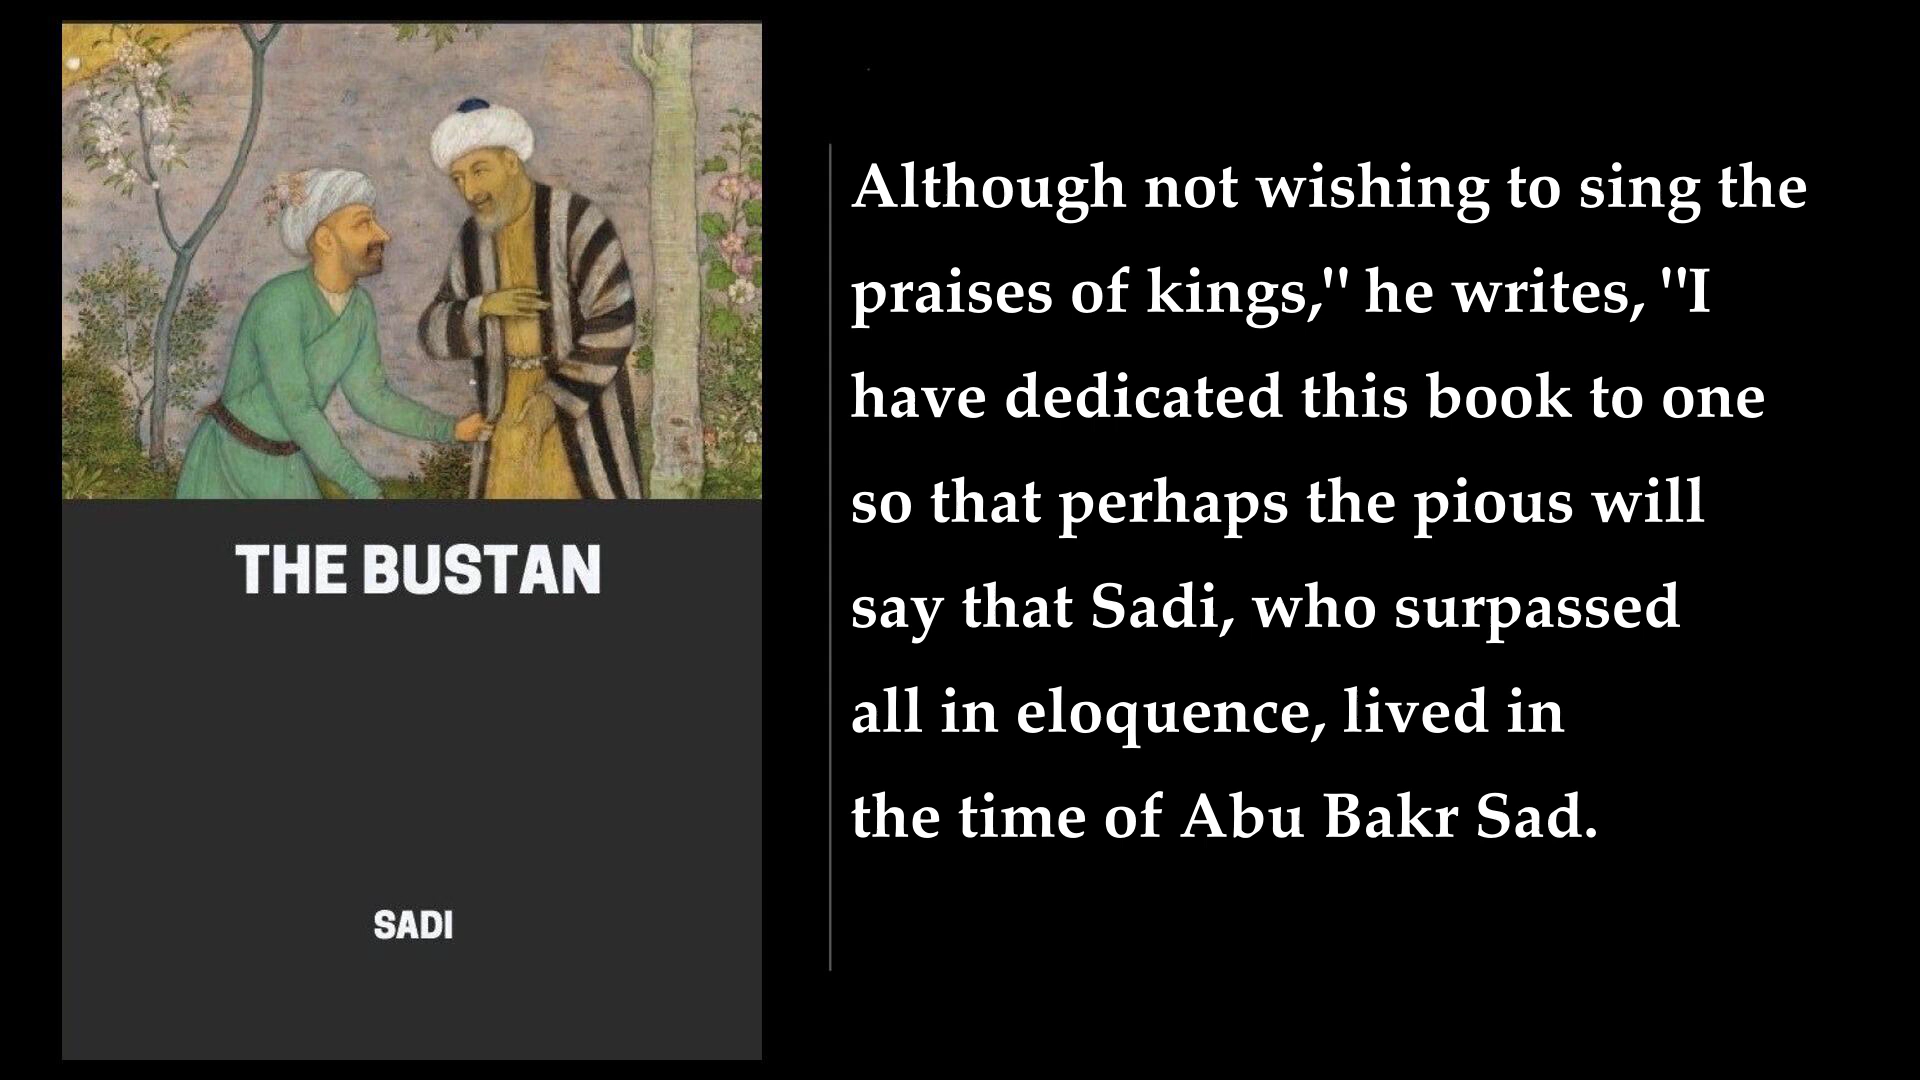 THE BUSTAN
SADI
Although not wishing to sing the
praises of kings," he writes, "I
have dedicated this book to one
so that perhaps the pious will
say that Sadi, who surpassed
all in eloquence, lived in
the time of Abu Bakr Sad.